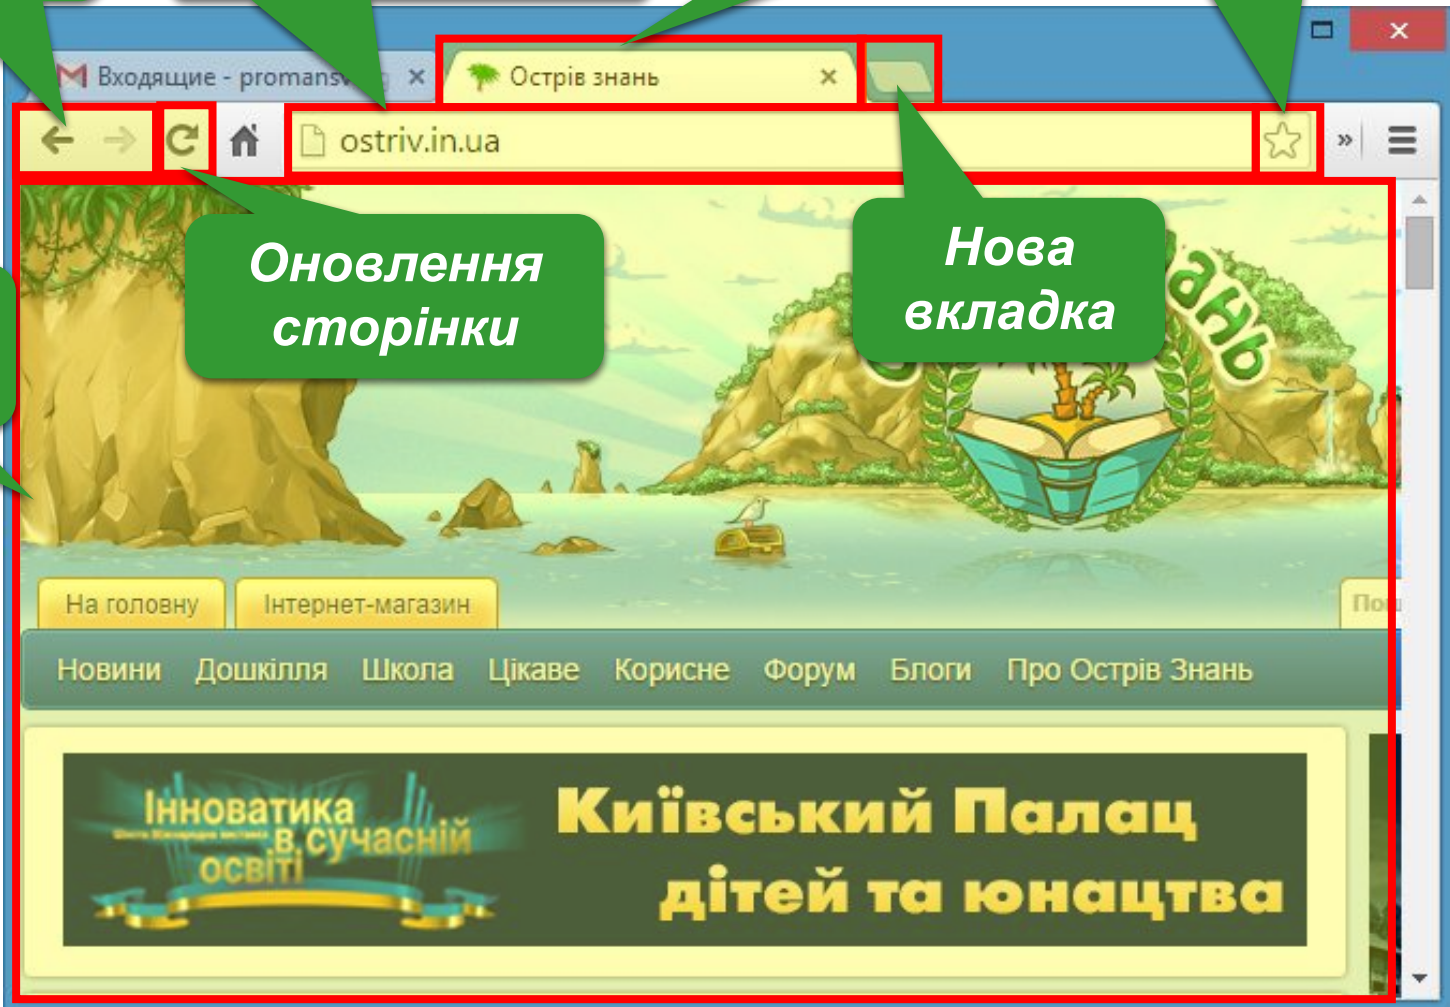 Входящие - promans
Острів знань
ostriv.in.ua
Оновлення
сторінки
Нова
вкладка
На головну
Інтернет-магазин
Новини Дошкілля Школа Цікаве Корисне Форум Блоги Про Острів Знань
Інноватика
в сучасній
освіті
Київський Палац
дітей та юнацтва